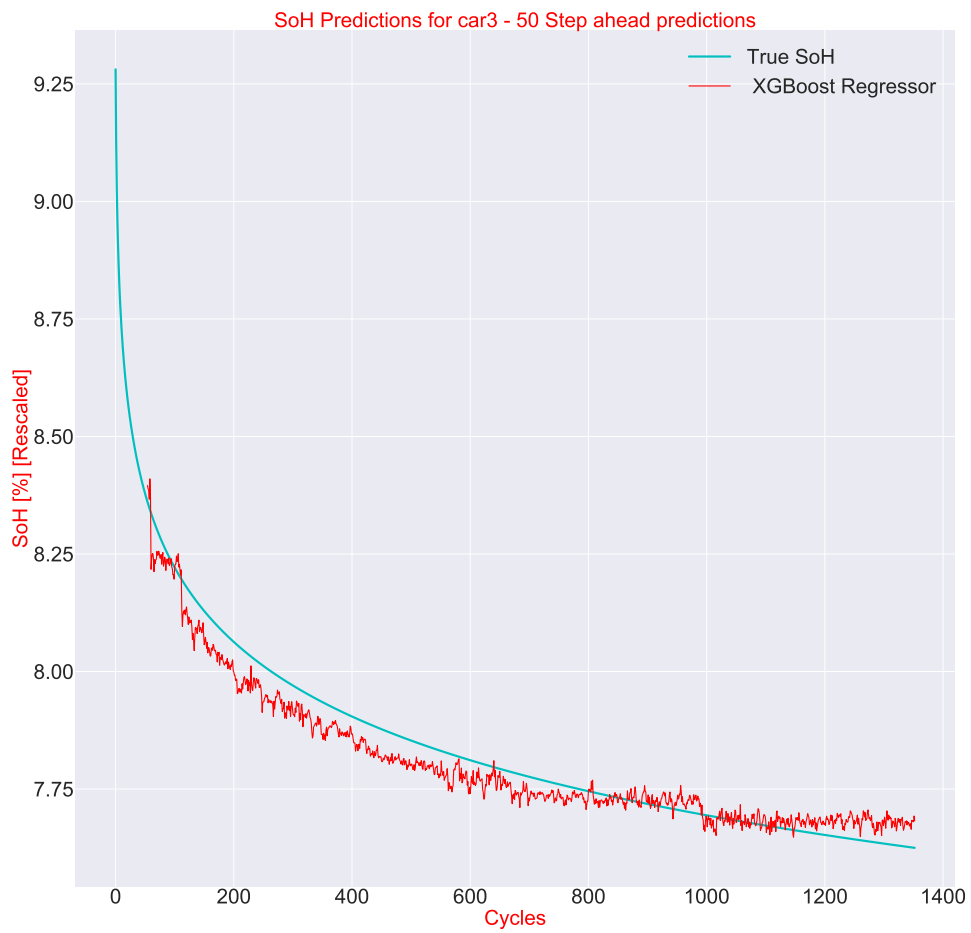 SoH Predictions for car3 - 50 Step ahead predictions
True SoH
XGBoost Regressor
9.25
9.00
8.75
8.50
8.25
8.00
7.75
SoH [%] [Rescaled]
0 200 400 600 800 1000 1200 1400
Cycles